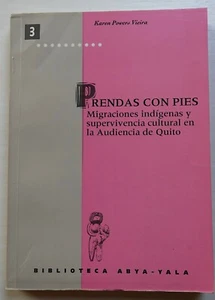 Karen Powers Vieira
3
PRENDAS CON PIES
Migraciones indígenas y
supervivencia cultural en
la Audiencia de Quito
BIBLIOTECA ABYA-YALA